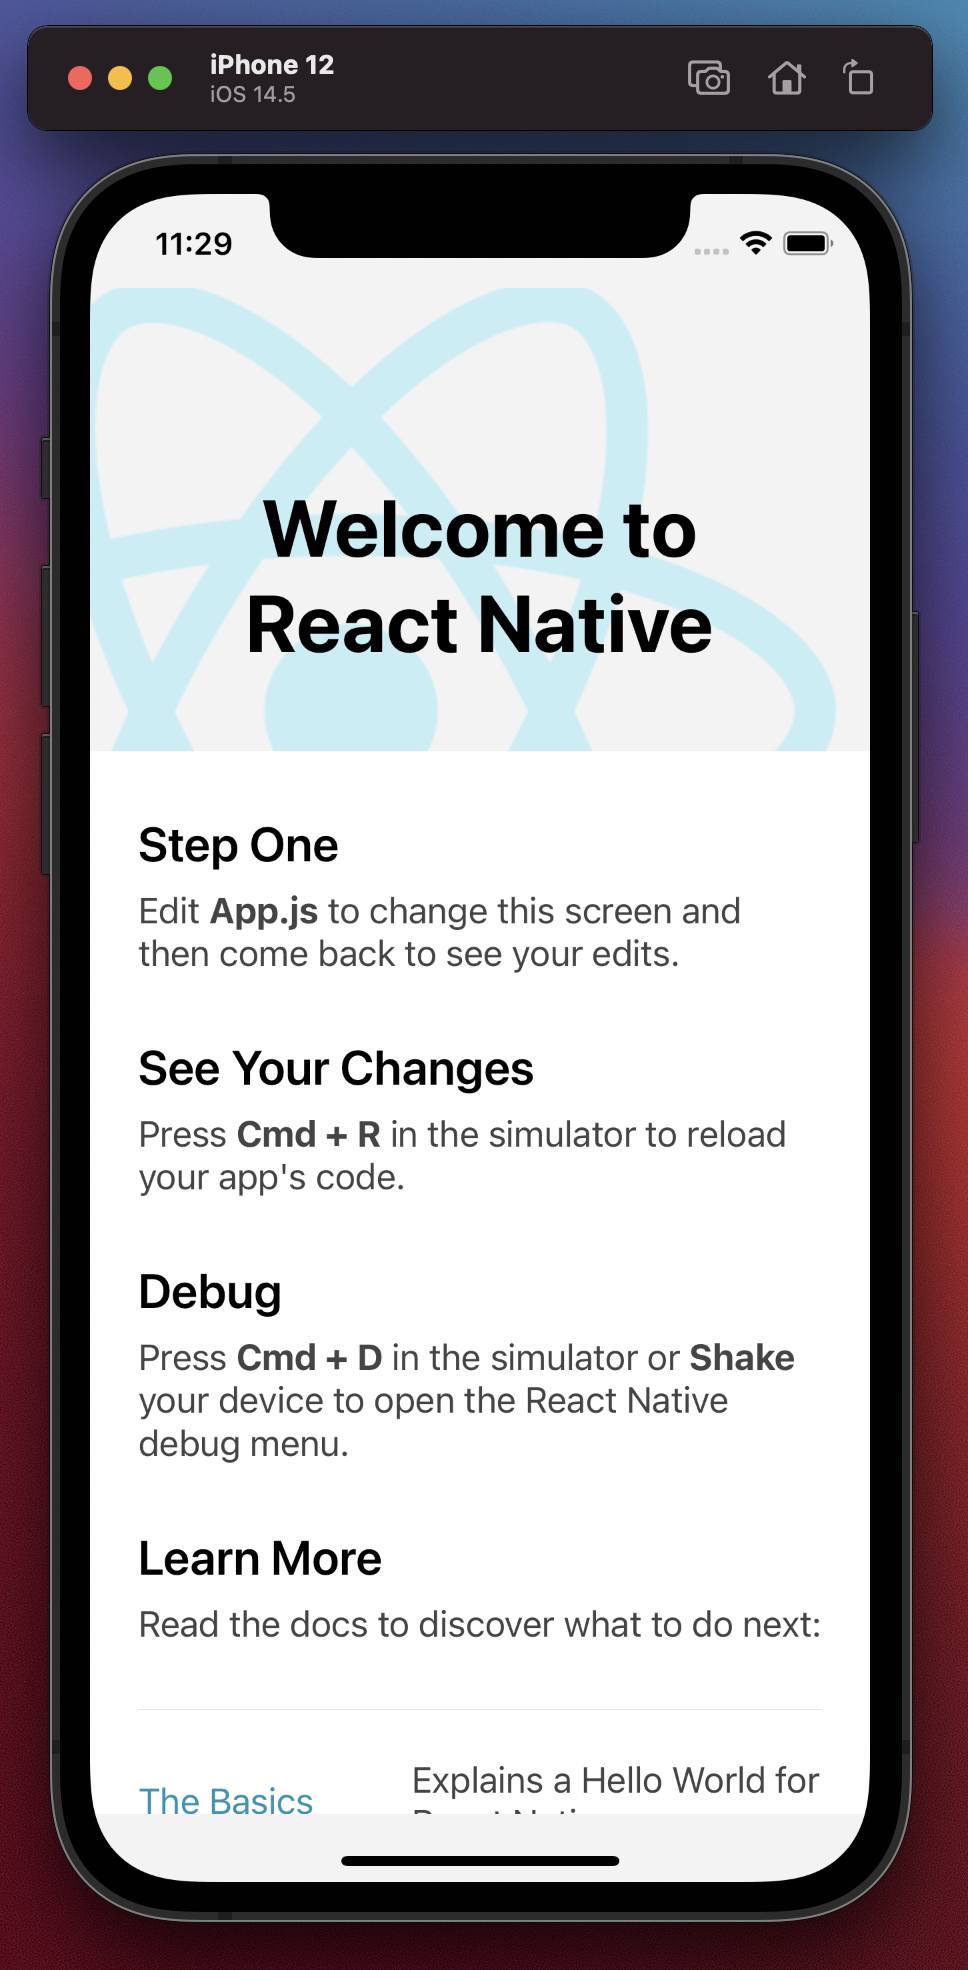 iPhone 12
iOS 14.5
11:29
Welcome to
React Native
Step One
Edit App.js to change this screen and
then come back to see your edits.
See Your Changes
Press Cmd + R in the simulator to reload
your app's code.
Debug
Press Cmd + D in the simulator or Shake
your device to open the React Native
debug menu.
Learn More
Read the docs to discover what to do next:
The Basics
Explains a Hello World for